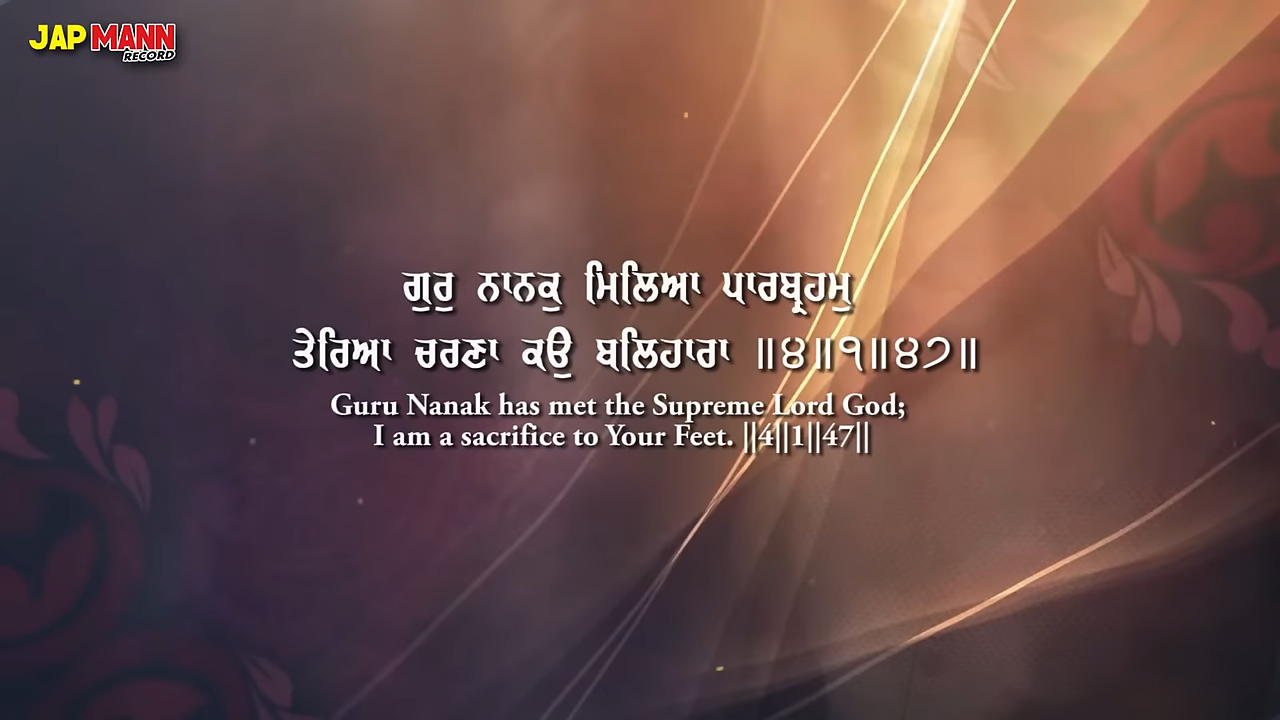 JAP MANN
RECORD
ਗੁਰੁ ਨਾਨਕੁ ਮਿਲਿਆ ਪਾਰਬ੍ਰਹਮੁ
ਤੇਰਿਆ ਚਰਣਾ ਕਉ ਬਲਿਹਾਰਾ ॥੪॥੧॥੪੭॥
Guru Nanak has met the Supreme Lord God;
I am a sacrifice to Your Feet. ||4||1||47||